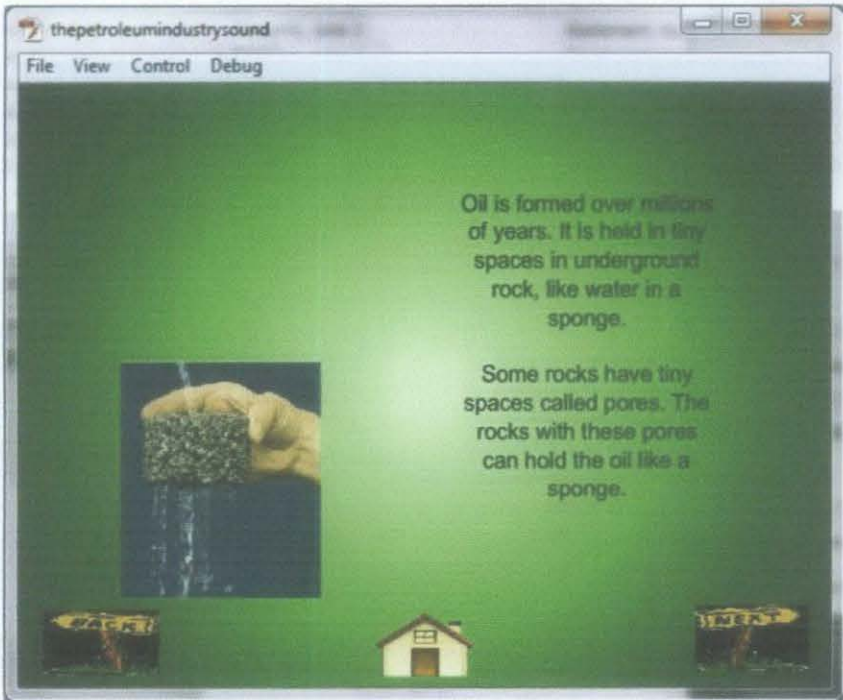 thepetroleumindustrysound
File View Control Debug
Oil is formed over millions
of years. It is held in tiny
spaces in underground
rock, like water in a
sponge.
Some rocks have tiny
spaces called pores. The
rocks with these pores
can hold the oil like a
sponge.
BACK
NEXT